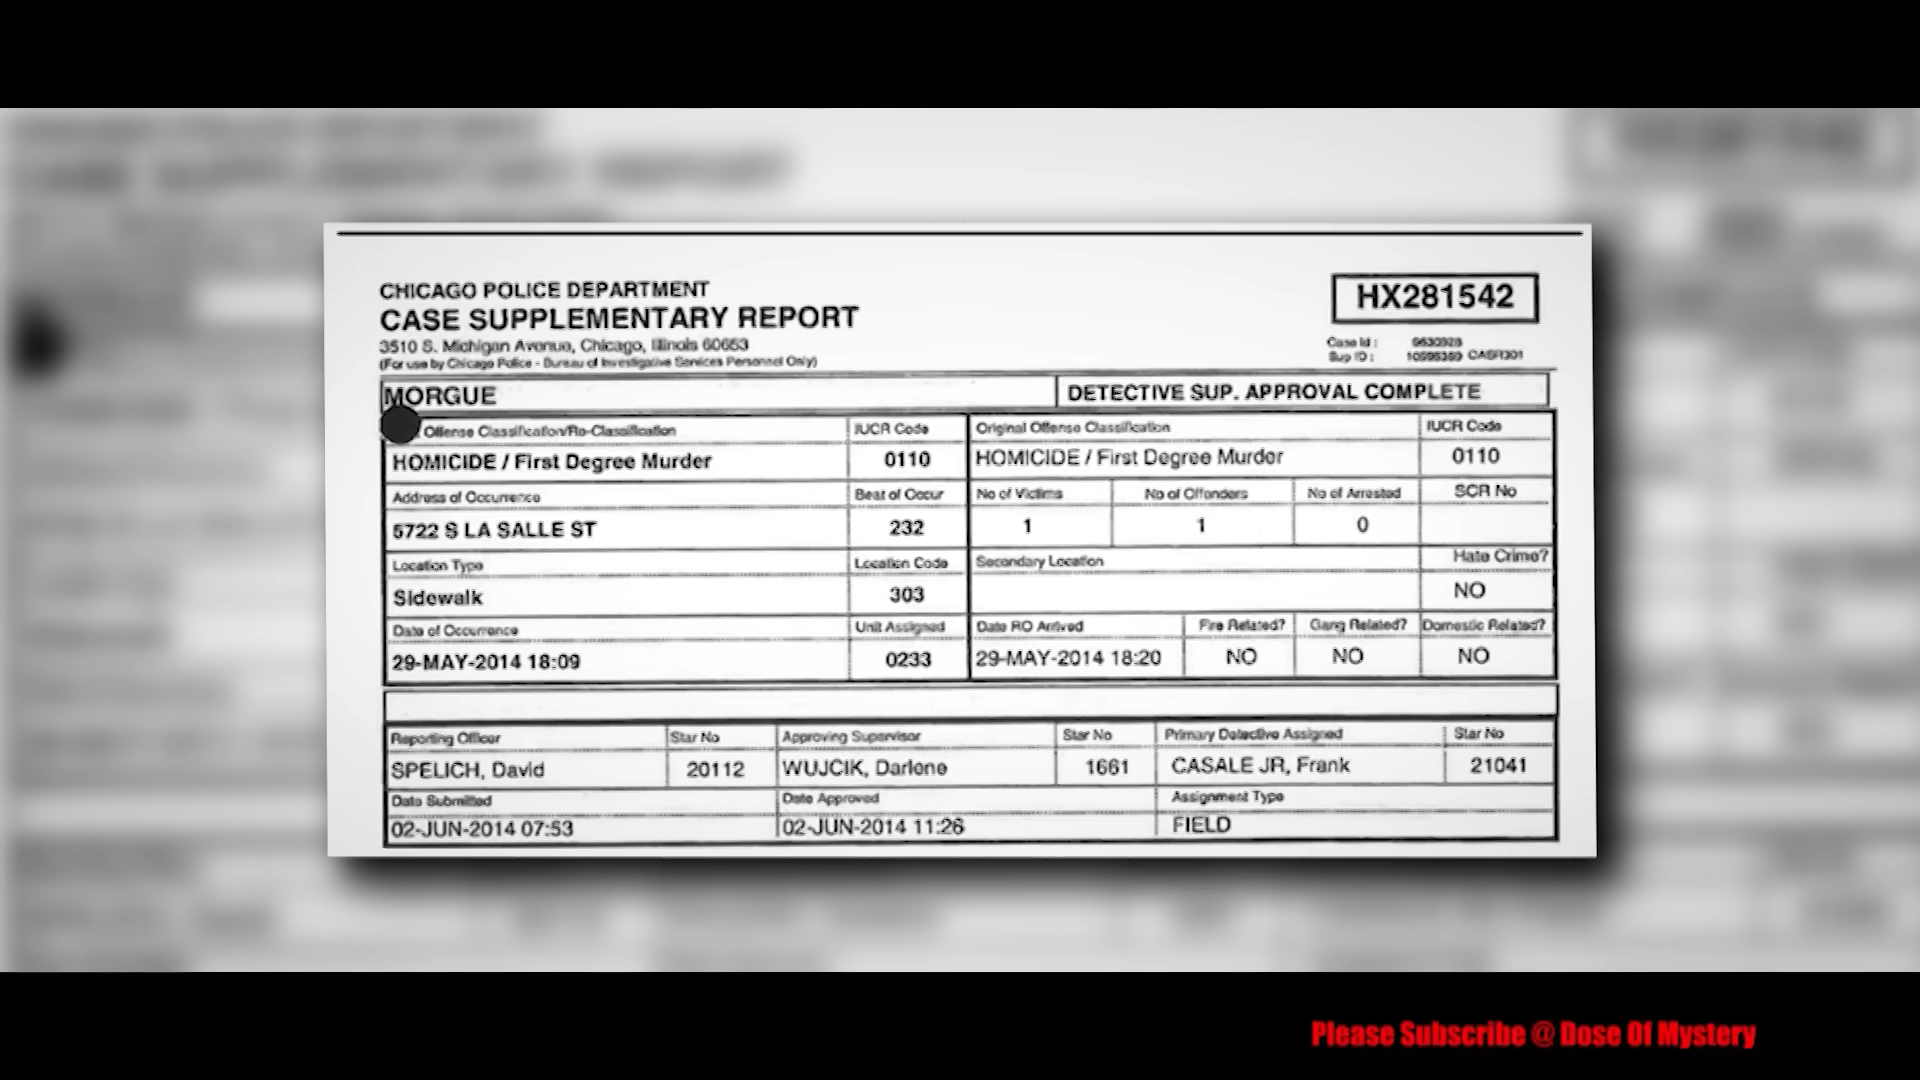 CHICAGO POLICE DEPARTMENT
CASE SUPPLEMENTARY REPORT
3510 S. Michigan Avenue, Chicago, Illinois 60653
(For use by Chicago Police - Bureau of Investigative Services Personnel Only)
HX281542
Case Id :
Sup ID : CASR301
MORGUE
DETECTIVE SUP. APPROVAL COMPLETE
Offense Classification/Re-Classification IUCR Code Original Offense Classification IUCR Code
HOMICIDE / First Degree Murder 0110 HOMICIDE / First Degree Murder 0110
Address of Occurrence Beat of Occur No of Victims No of Offenders No of Arrested SCR No
5722 S LA SALLE ST 232 1 1 0
Location Type Location Code Secondary Location Hate Crime?
Sidewalk 303 NO
Date of Occurrence Unit Assigned Date RO Arrived Fire Related? Gang Related? Domestic Related?
29-MAY-2014 18:09 0233 29-MAY-2014 18:20 NO NO NO
Reporting Officer Star No Approving Supervisor Star No Primary Detective Assigned Star No
SPELICH, David 20112 WUJCIK, Darlene 1661 CASALE JR, Frank 21041
Date Submitted Date Approved Assignment Type
02-JUN-2014 07:53 02-JUN-2014 11:26 FIELD
Please Subscribe @ Dose Of Mystery